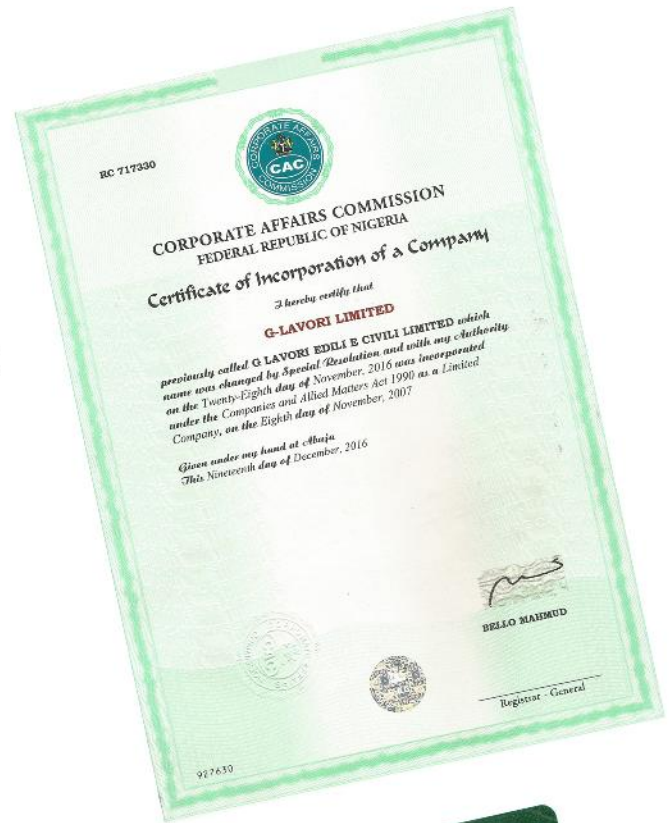 RC 717330
CORPORATE AFFAIRS COMMISSION
CAC
CORPORATE AFFAIRS COMMISSION
FEDERAL REPUBLIC OF NIGERIA
Certificate of Incorporation of a Company
I hereby certify that
G-LAVORI LIMITED
previously called G LAVORI EDILI E CIVILI LIMITED which
name was changed by Special Resolution and with my Authority
on the Twenty-Eighth day of November, 2016 was incorporated
under the Companies and Allied Matters Act 1990 as a Limited
Company, on the Eighth day of November, 2007
Given under my hand at Abuja
This Nineteenth day of December, 2016
BELLO MAHMUD
Registrar - General
927630